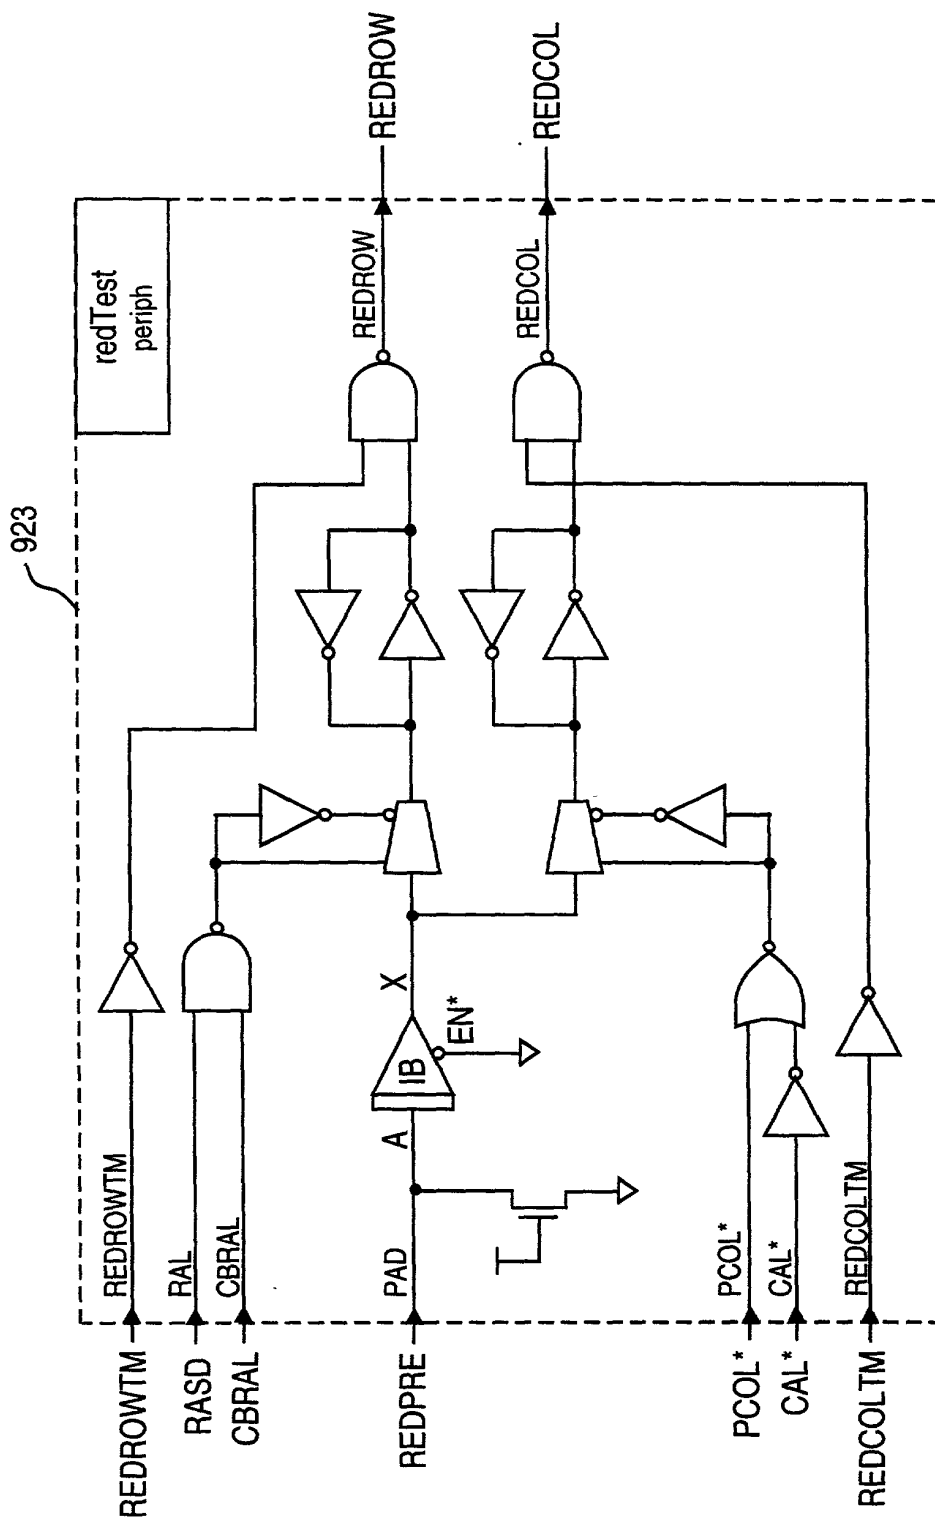 923
redTest
periph
REDROWTM
REDROWTM
RASD
RAL
CBRAL
CBRAL
REDPRE
PAD
A
IB
X
EN*
PCOL*
PCOL*
CAL*
CAL*
REDCOLTM
REDCOLTM
REDROW
REDROW
REDCOL
REDCOL